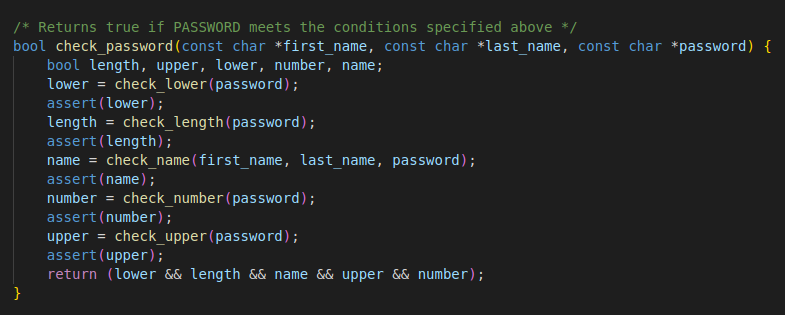 /* Returns true if PASSWORD meets the conditions specified above */
bool check_password(const char *first_name, const char *last_name, const char *password) {
    bool length, upper, lower, number, name;
    lower = check_lower(password);
    assert(lower);
    length = check_length(password);
    assert(length);
    name = check_name(first_name, last_name, password);
    assert(name);
    number = check_number(password);
    assert(number);
    upper = check_upper(password);
    assert(upper);
    return (lower && length && name && upper && number);
}